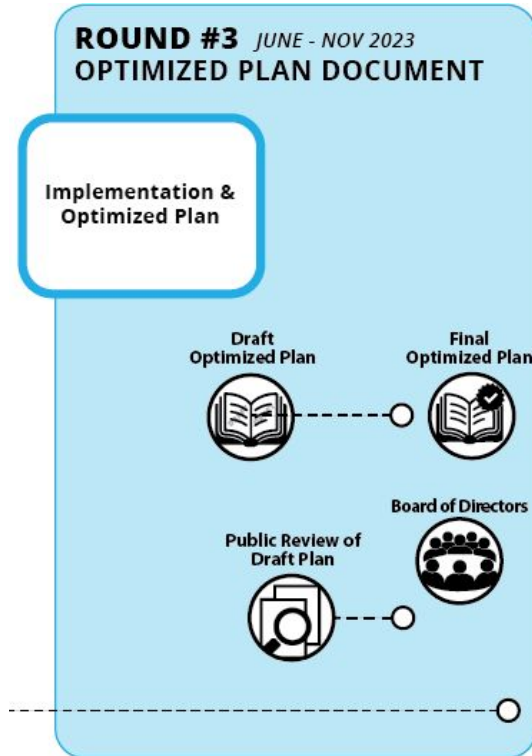 ROUND #3 JUNE - NOV 2023
OPTIMIZED PLAN DOCUMENT
Implementation &
Optimized Plan
Draft
Optimized Plan
Final
Optimized Plan
Board of Directors
Public Review of
Draft Plan